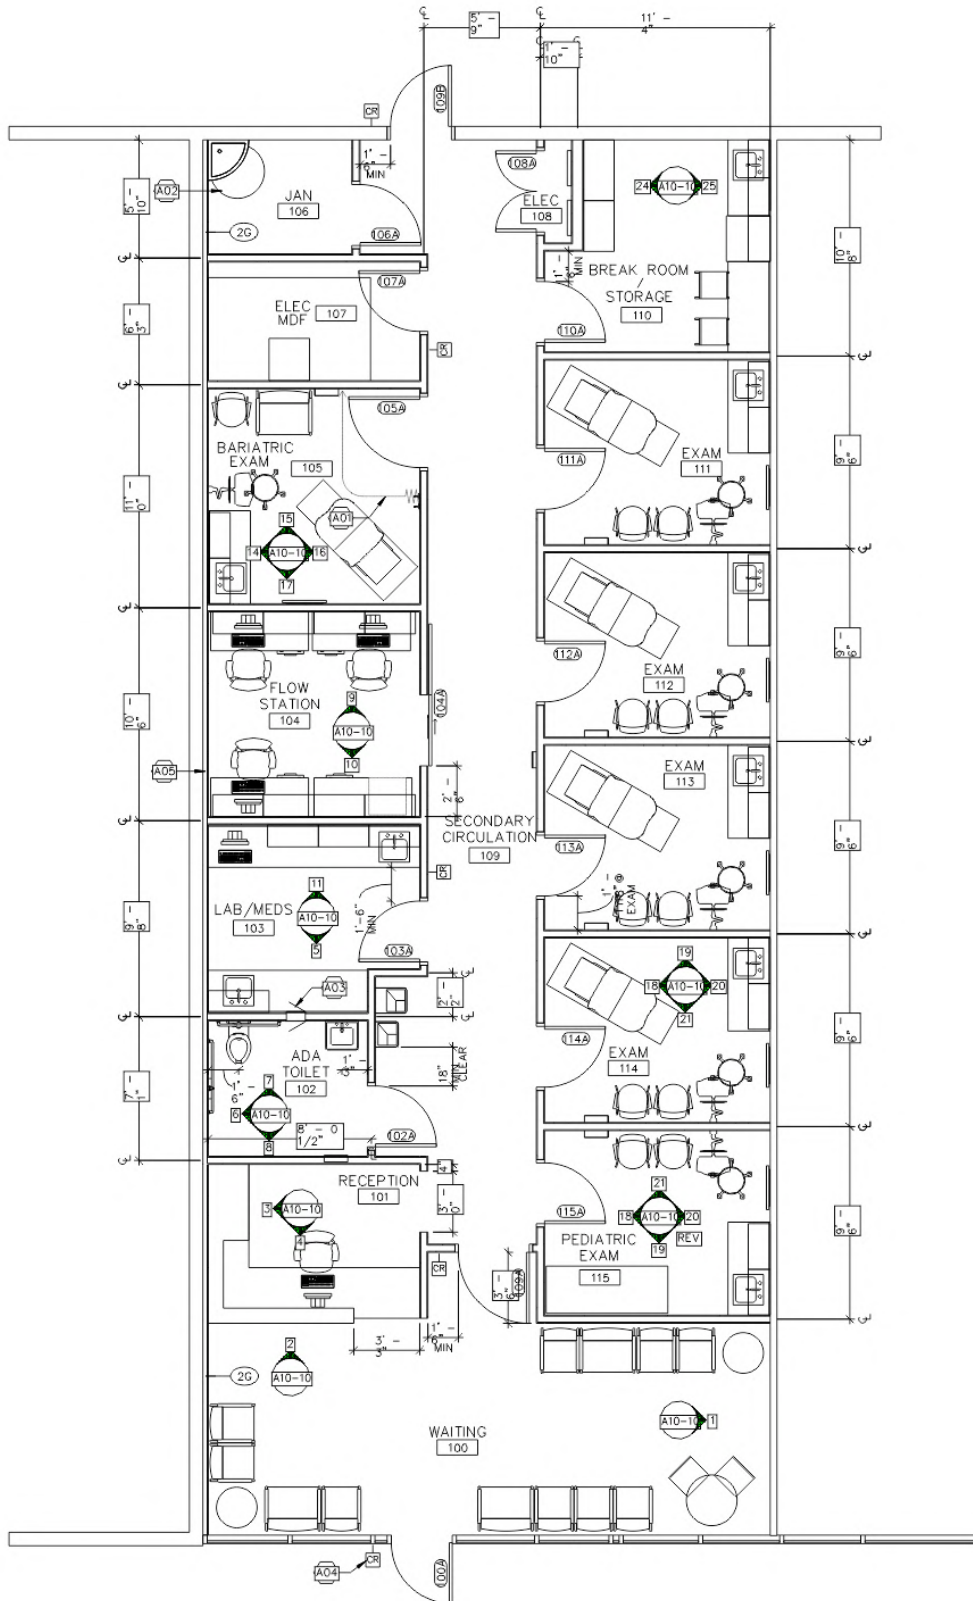 ℄
℄
5' -
9"
11' -
4"
1' -
10"
109B
CR
1' -
6"
MIN
108A
5' -
10"
A02
JAN
106
ELEC
108
24
A10-10
25
2G
106A
10' -
8"
107A
1' -
6"
MIN
BREAK ROOM
/
STORAGE
110
ELEC
MDF
107
6' -
3"
110A
CR
105A
BARIATRIC
EXAM
105
111A
EXAM
111
9' -
6"
11' -
0"
15
A01
14
A10-10
16
17
112A
EXAM
112
9' -
6"
FLOW
STATION
104
9
A10-10
10
104A
10' -
6"
A05
EXAM
113
2' -
6"
SECONDARY
CIRCULATION
109
113A
9' -
6"
CR
11
LAB/MEDS
103
A10-10
5
1'-6"
MIN
9' -
8"
103A
1' -
@
EXAM
19
18
A10-10
20
21
A03
2' -
2"
114A
EXAM
114
9' -
6"
ADA
TOILET
102
1' -
3"
18"
MIN
CLEAR
7' -
1"
1' -
6"
7
6
A10-10
8
8' - 0
1/2"
102A
4"
RECEPTION
101
3' -
0"
3
A10-10
4
21
18
A10-10
20
19
REV
115A
PEDIATRIC
EXAM
115
9' -
6"
CR
3' -
6"
109A
3' -
3"
1' -
6"
MIN
2
A10-10
2G
A10-10
1
WAITING
100
A04
CR
100A